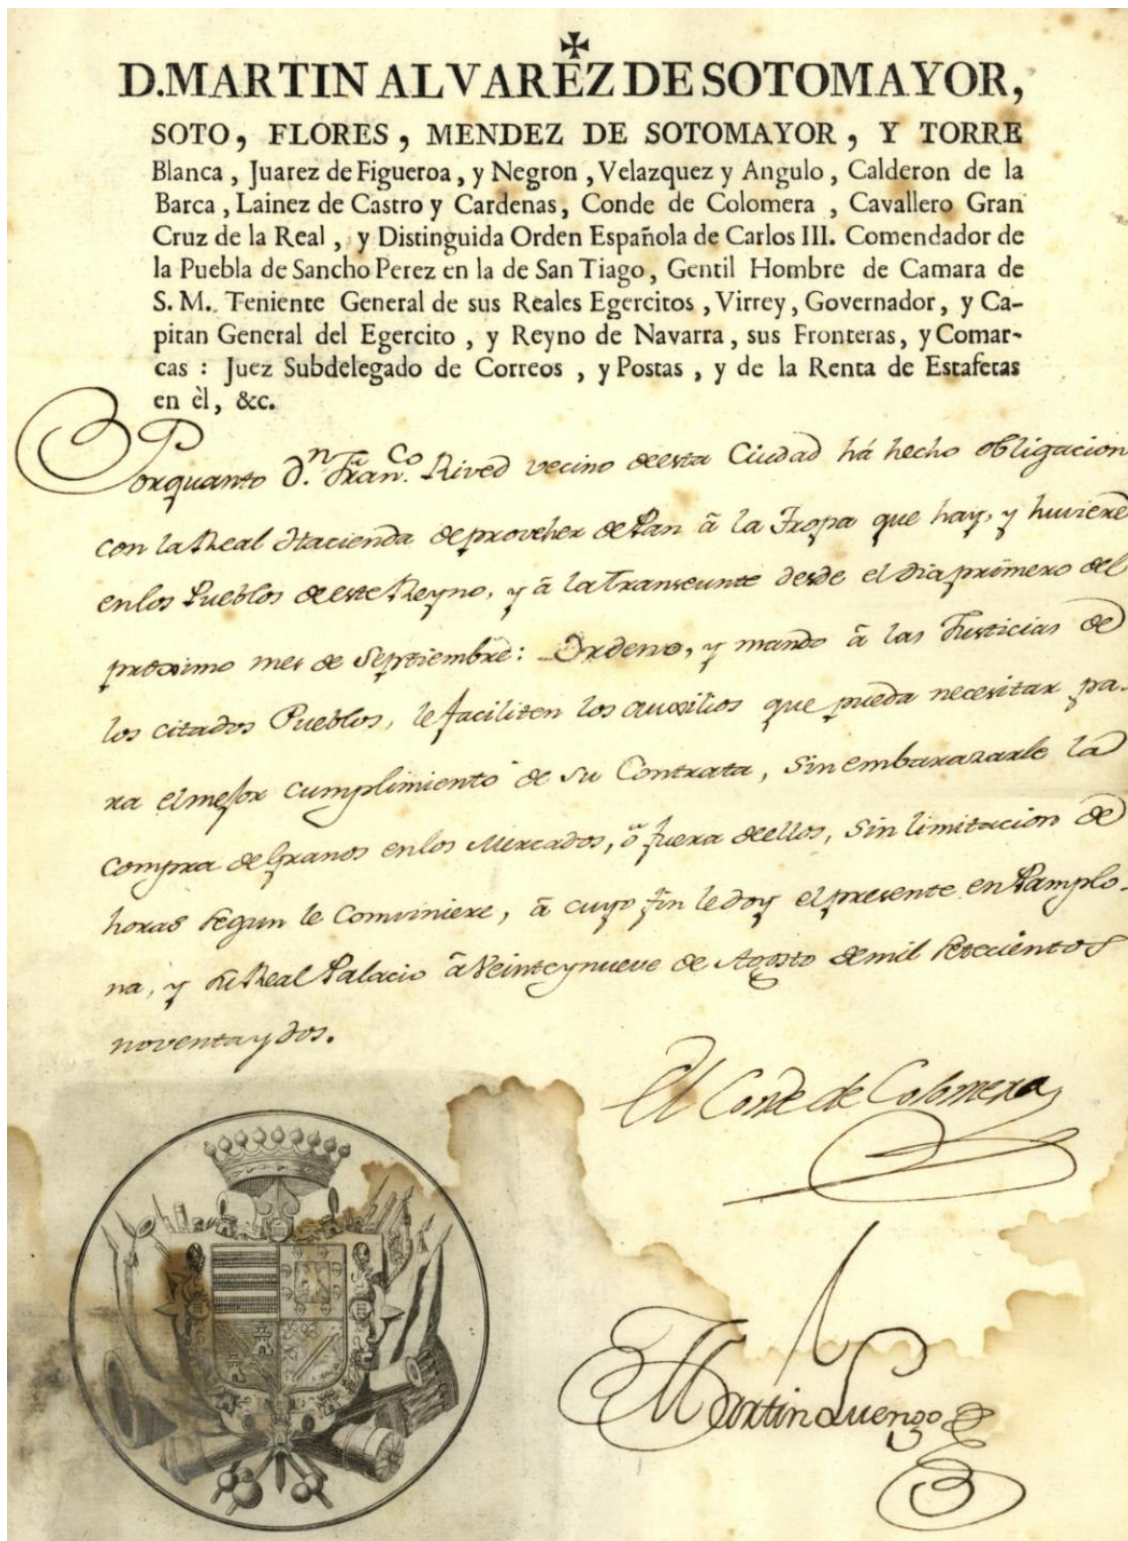 ✠
D. MARTIN ALVAREZ DE SOTOMAYOR,
SOTO, FLORES, MENDEZ DE SOTOMAYOR, Y TORRE
Blanca, Juarez de Figueroa, y Negron, Velazquez y Angulo, Calderon de la
Barca, Lainez de Castro y Cardenas, Conde de Colomera, Cavallero Gran
Cruz de la Real, y Distinguida Orden Española de Carlos III. Comendador de
la Puebla de Sancho Perez en la de San Tiago, Gentil Hombre de Camara de
S. M. Teniente General de sus Reales Egercitos, Virrey, Governador, y Ca-
pitan General del Egercito, y Reyno de Navarra, sus Fronteras, y Comar-
cas: Juez Subdelegado de Correos, y Postas, y de la Renta de Estafetas
en èl, &c.
Porquanto D.n Fran.co Rived vecino de esta Ciudad há hecho obligacion
con la Real Hacienda de proveher de Pan â la Tropa que hay, y huviere
en los Pueblos de este Reyno, y â la transeunte desde el dia primero del
proximo mes de Septiembre: Ordeno, y mando â las Justicias de
los citados Pueblos, le faciliten los auxilios que pueda necesitar pa-
ra el mejor cumplimiento de su Contrata, sin embarazarle la
compra de Granos en los Mercados, ô fuera de ellos, sin limitacion de
horas segun le conviniere, â cuyo fin le doy el presente en Pamplo-
na, y su Real Palacio â Veinte y nueve de Agosto de mil setecientos
noventa y dos.
El Conde de Colomera
Martin Luengo